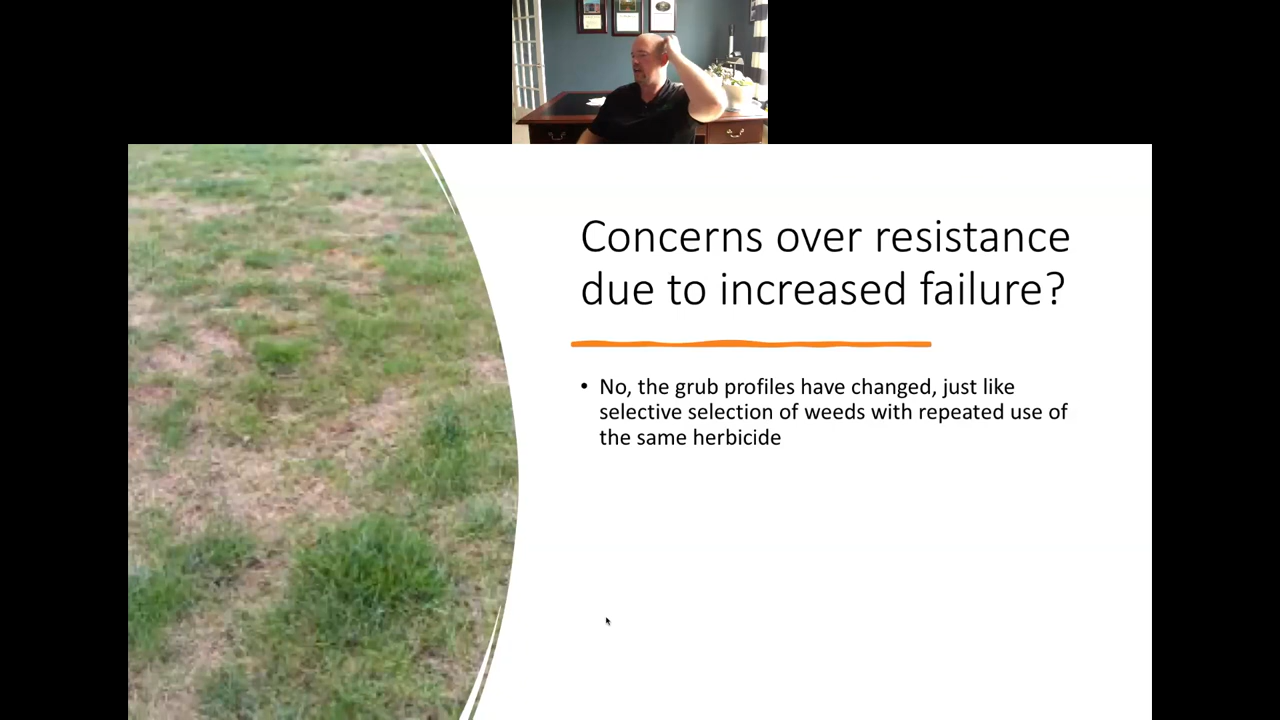 Concerns over resistance
due to increased failure?
• No, the grub profiles have changed, just like
selective selection of weeds with repeated use of
the same herbicide